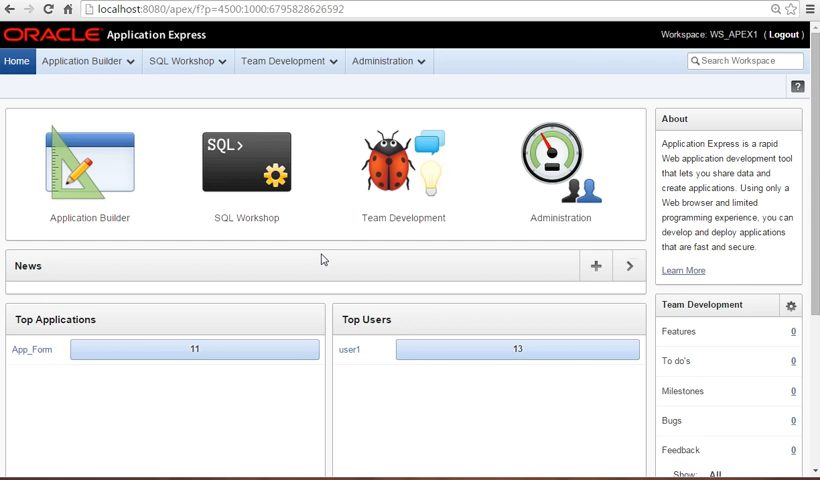 localhost:8080/apex/f?p=4500:1000:6795828626592
ORACLE Application Express
Workspace: WS_APEX1 ( Logout )
Home Application Builder SQL Workshop Team Development Administration
Search Workspace
?
SQL>
Application Builder
SQL Workshop
Team Development
Administration
News
Top Applications
App_Form 11
Top Users
user1 13
About
Application Express is a rapid
Web application development tool
that lets you share data and
create applications. Using only a
Web browser and limited
programming experience, you can
develop and deploy applications
that are fast and secure.
Learn More
Team Development
Features 0
To do's 0
Milestones 0
Bugs 0
Feedback 0
Show: All